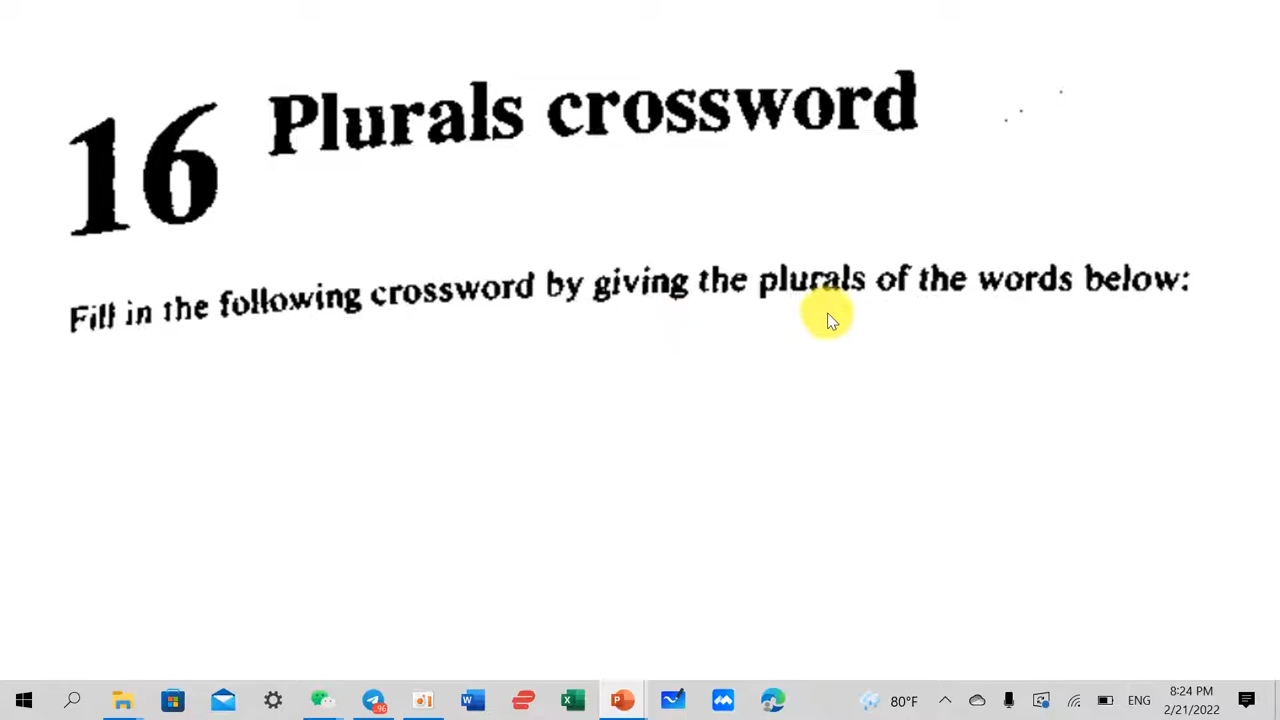 16 Plurals crossword
Fill in the following crossword by giving the plurals of the words below:
96
80°F
ENG
8:24 PM
2/21/2022